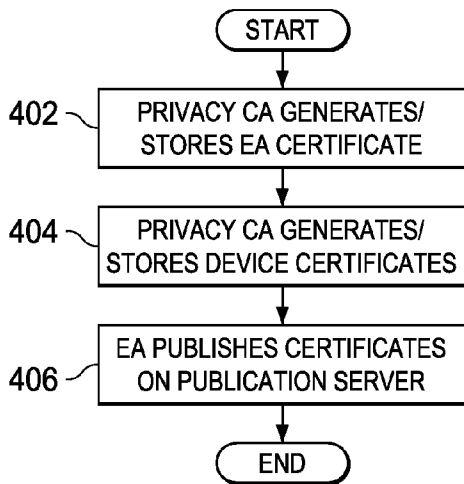 START
402
PRIVACY CA GENERATES/
STORES EA CERTIFICATE
404
PRIVACY CA GENERATES/
STORES DEVICE CERTIFICATES
406
EA PUBLISHES CERTIFICATES
ON PUBLICATION SERVER
END